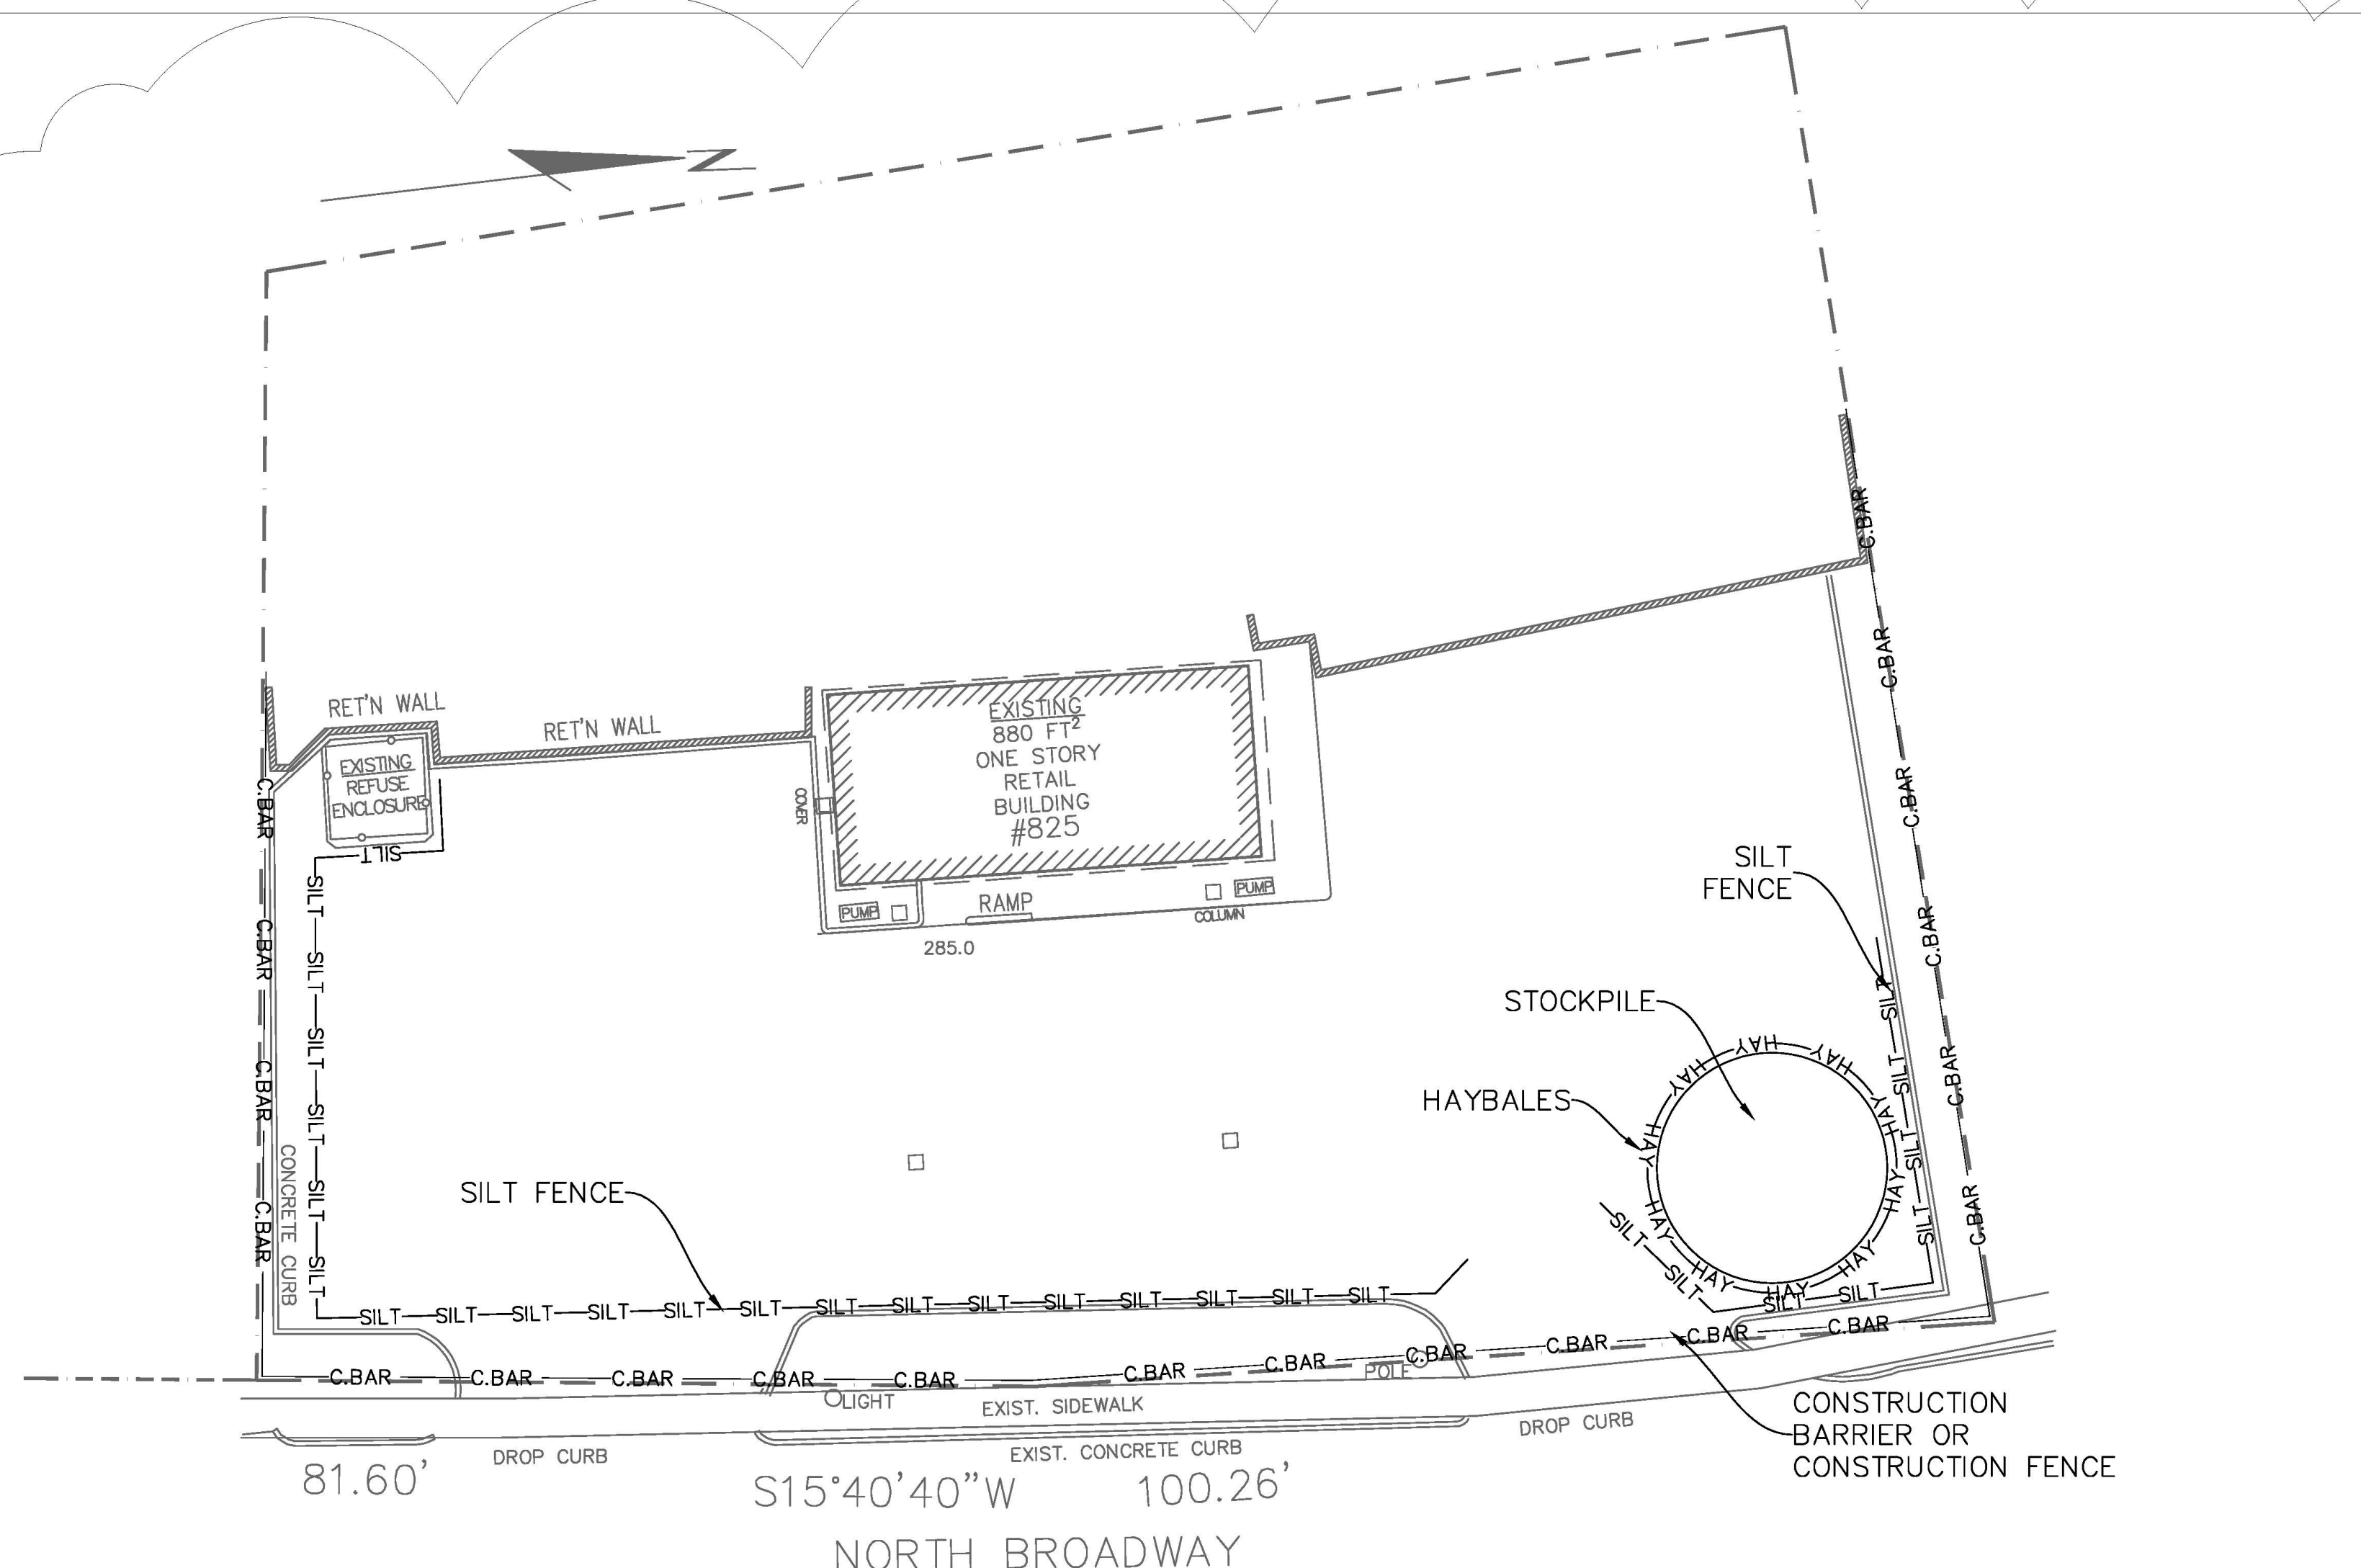 N
RET'N WALL
RET'N WALL
EXISTING
REFUSE
ENCLOSURE
COVER
EXISTING
880 FT²
ONE STORY
RETAIL
BUILDING
#825
PUMP
RAMP
COLUMN
PUMP
285.0
C.BAR
C.BAR
C.BAR
C.BAR
CONCRETE CURB
SILT
SILT
SILT
SILT
SILT
SILT
SILT
C.BAR
C.BAR
C.BAR
C.BAR
C.BAR
C.BAR
C.BAR
SILT
FENCE
STOCKPILE
HAYBALES
HAY
HAY
HAY
HAY
HAY
HAY
HAY
HAY
HAY
HAY
HAY
SILT
SILT
SILT
SILT
SILT
SILT
SILT
SILT
SILT FENCE
SILT SILT SILT SILT SILT SILT SILT SILT SILT SILT SILT SILT SILT SILT
C.BAR C.BAR C.BAR C.BAR C.BAR C.BAR C.BAR C.BAR C.BAR C.BAR C.BAR
POLE
LIGHT
EXIST. SIDEWALK
DROP CURB
EXIST. CONCRETE CURB
DROP CURB
CONSTRUCTION
BARRIER OR
CONSTRUCTION FENCE
81.60'
S15°40'40"W
100.26'
NORTH BROADWAY